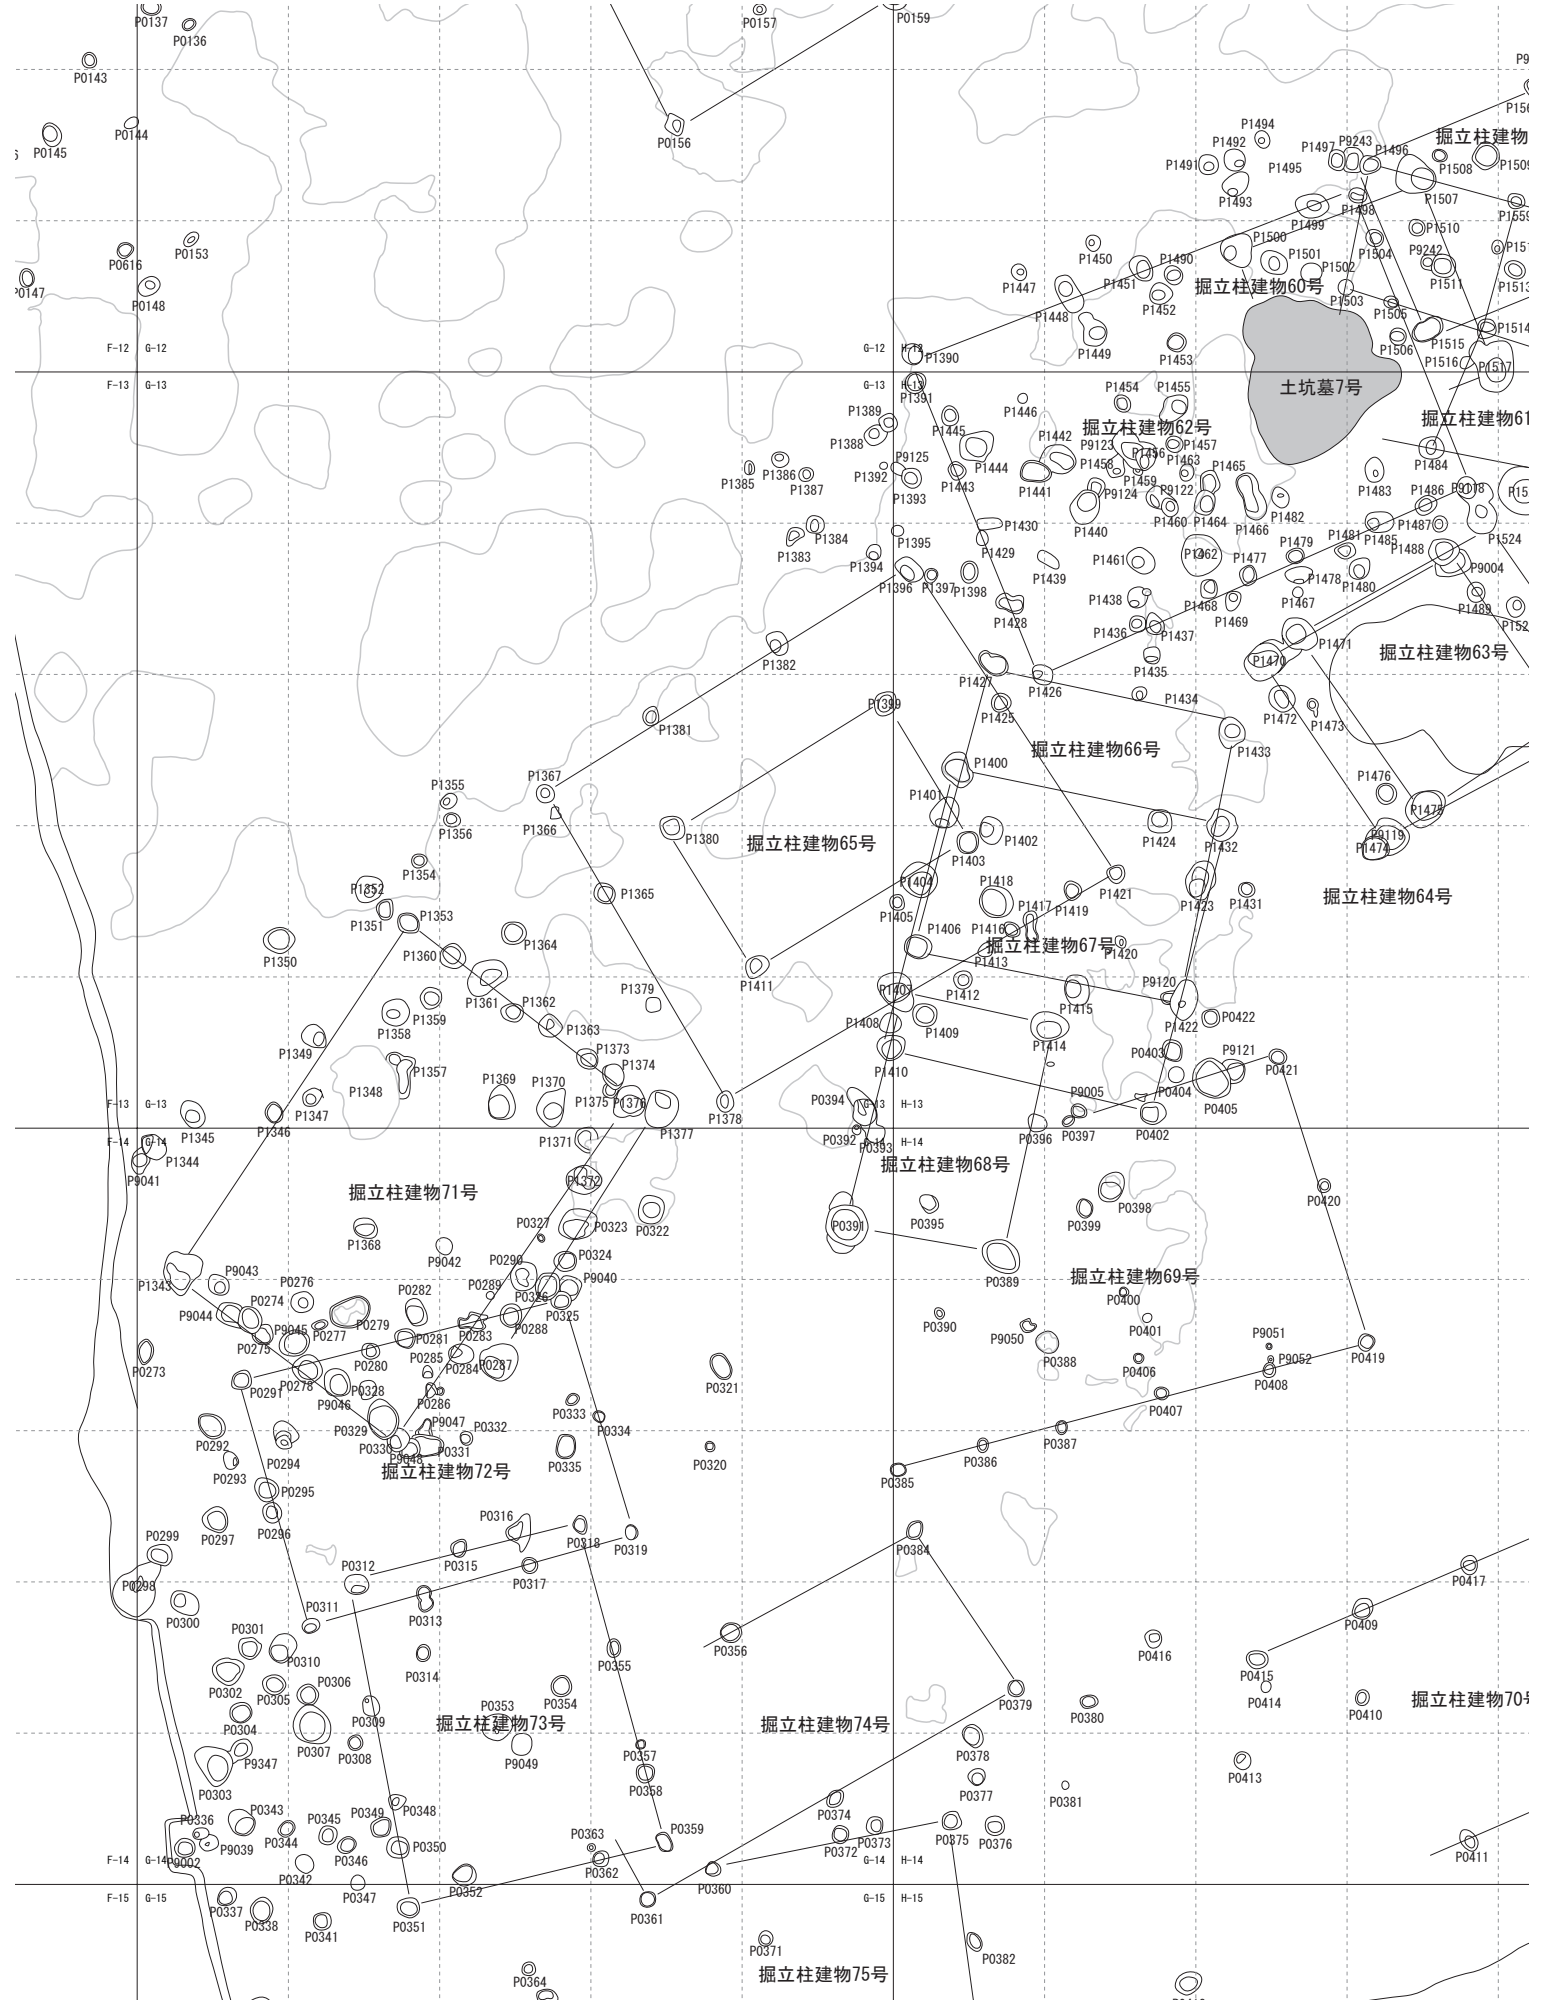 P0137
P0136
P0157
P0159
P0143
P9
P156
P0144
P0145
6
P0156
P1494
P1492
P1491
P1495
P1493
P1497
P9243
P1496
掘立柱建物
P1508
P1509
P1507
P1498
P1499
P1559
P0616
P0153
P0147
P0148
P1450
P1447
P1451
P1490
P1452
P1448
P1449
P1453
P1500
P1501
P1502
P1503
P1504
P1510
P9242
P1511
P1513
P1505
P1506
P1515
P1514
P1516
P1517
掘立柱建物60号
F-12
G-12
G-12
H-12
P1390
F-13
G-13
G-13
H-13
P1391
土坑墓7号
掘立柱建物61
P1389
P1388
P1445
P1446
P1454
P1455
掘立柱建物62号
P1442
P9123
P1456
P1457
P1458
P1463
P1459
P1465
P1484
P1385
P1386
P1387
P1392
P9125
P1393
P1443
P1444
P1441
P9124
P9122
P1460
P1464
P1466
P1482
P1483
P1486
P9118
P1440
P1430
P1429
P1383
P1384
P1394
P1395
P1396
P1397
P1398
P1439
P1461
P1462
P1477
P1479
P1481
P1485
P1487
P1488
P1524
P9004
P1478
P1480
P1467
P1468
P1469
P1489
P1428
P1438
P1436
P1437
P1435
P1382
P1427
P1426
P1434
P1470
P1471
掘立柱建物63号
P1472
P1473
P1381
P1399
P1425
P1433
掘立柱建物66号
P1400
P1401
P1355
P1356
P1367
P1366
P1380
掘立柱建物65号
P1402
P1403
P1424
P1432
P1476
P1475
P9119
P1474
P1354
P1352
P1351
P1353
P1365
P1404
P1405
P1418
P1417
P1419
P1421
P1423
P1431
掘立柱建物64号
P1350
P1360
P1364
P1361
P1362
P1363
P1379
P1411
P1406
P1416
P1413
掘立柱建物67号
P1420
P1407
P1412
P1415
P9120
P1422
P0422
P1349
P1358
P1359
P1357
P1348
P1347
P1373
P1374
P1375
P1376
P1377
P1378
P1369
P1370
P1371
P1408
P1409
P1410
P1414
P0403
P9121
P0421
P0404
P0405
P9005
P0402
P0394
P0392
P0393
P0396
P0397
F-13
G-13
G-13
H-13
P1345
P1346
F-14
G-14
H-14
P1344
P9041
P1372
掘立柱建物71号
掘立柱建物68号
P0395
P0399
P0398
P0420
P0391
P0389
P1368
P9042
P0327
P0323
P0322
P0324
P0290
P9040
P0326
P0325
P0289
P0288
P1343
P9043
P0276
P9044
P0274
P0275
P9045
P0277
P0279
P0282
P0281
P0283
P0280
P0285
P0284
P0287
P0286
掘立柱建物69号
P0400
P0401
P0390
P9050
P0388
P0406
P9051
P9052
P0408
P0419
P0407
P0273
P0291
P0278
P9046
P0328
P0329
P0330
P9047
P9048
P0331
P0332
P0333
P0334
P0335
P0321
P0320
P0292
P0293
P0294
P0295
P0296
P0297
掘立柱建物72号
P0387
P0386
P0385
P0299
P0298
P0300
P0312
P0311
P0316
P0315
P0318
P0319
P0317
P0313
P0314
P0384
P0417
P0409
P0416
P0415
P0414
P0410
掘立柱建物70号
P0301
P0310
P0302
P0305
P0306
P0304
P0307
P0309
P0308
P9347
P0303
P0356
P0355
P0354
P0353
掘立柱建物73号
P9049
P0357
P0358
掘立柱建物74号
P0379
P0380
P0378
P0377
P0381
P0413
P0336
P0343
P9039
P9002
P0344
P0345
P0346
P0349
P0348
P0350
P0342
P0347
P0352
P0363
P0362
P0359
P0360
P0361
P0374
P0372
P0373
P0375
P0376
P0411
F-14
G-14
G-14
H-14
F-15
G-15
G-15
H-15
P0337
P0338
P0341
P0351
P0371
P0382
P0364
掘立柱建物75号